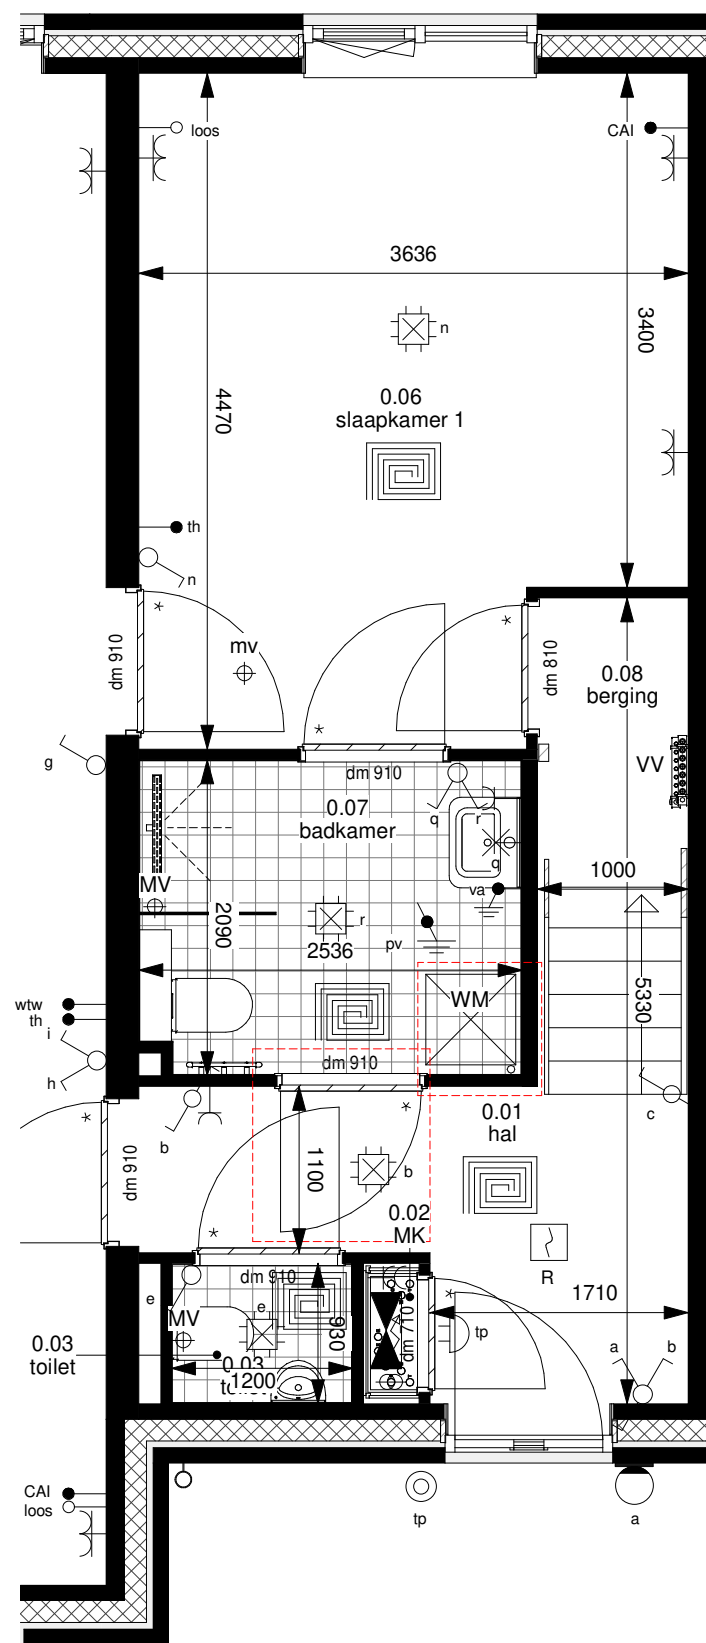 loos
CAI
3636
3400
n
0.06
slaapkamer 1
4470
th
n
dm 910
mv
dm 810
0.08
berging
g
dm 910
VV
0.07
badkamer
q
r
q
MV
va
1000
2090
r
pv
2536
WM
5330
wtw
th
i
h
dm 910
c
b
0.01
hal
1100
b
dm 910
0.02
MK
R
dm 910
e
e
MV
930
dm 710
tp
1710
a
b
0.03
toilet
0.03
1200
CAI
loos
tp
a